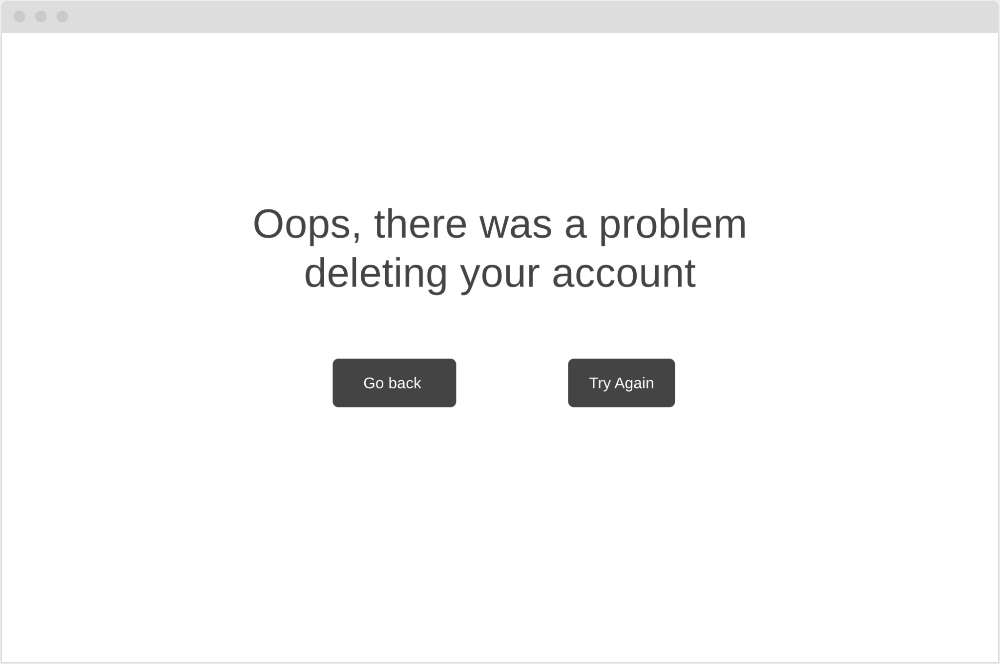 Oops, there was a problem
deleting your account
Go back
Try Again